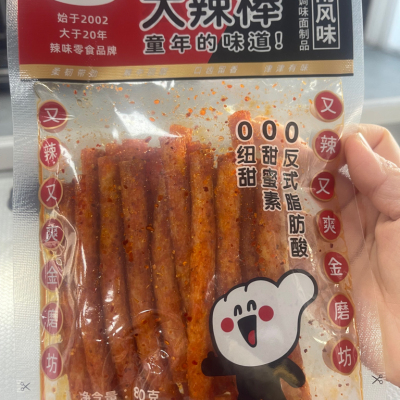 始于2002
大于20年
辣味零食品牌
大辣棒
童年的味道!
调味面制品
风味
又辣又爽金磨坊
0反式脂肪酸
0甜蜜素
0纽甜
又辣又爽金磨坊
净含量:80克